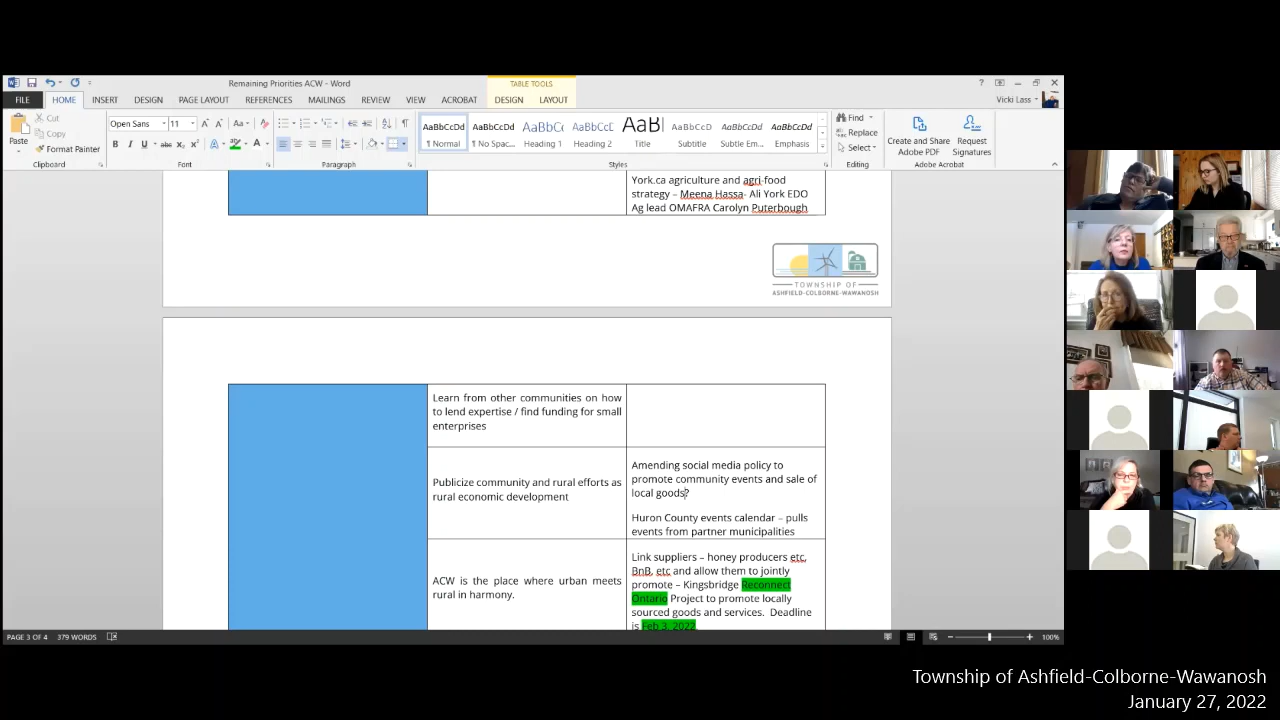 Remaining Priorities ACW - Word
TABLE TOOLS
FILE HOME INSERT DESIGN PAGE LAYOUT REFERENCES MAILINGS REVIEW VIEW ACROBAT DESIGN LAYOUT
Vicki Lass
Paste
Cut
Copy
Format Painter
Clipboard
Open Sans 11
Font
Paragraph
AaBbCcDd AaBbCcDd AaBbC AaBbCcE AaB AaBbCcD AaBbCcDd AaBbCcDd
¶ Normal ¶ No Spac... Heading 1 Heading 2 Title Subtitle Subtle Em... Emphasis
Styles
Find
Replace
Select
Editing
Create and Share
Adobe PDF
Request
Signatures
Adobe Acrobat
York.ca agriculture and agri-food
strategy – Meena Hassa- Ali York EDO
Ag lead OMAFRA Carolyn Puterbough
TOWNSHIP OF
ASHFIELD-COLBORNE-WAWANOSH
Learn from other communities on how
to lend expertise / find funding for small
enterprises
Publicize community and rural efforts as
rural economic development
Amending social media policy to
promote community events and sale of
local goods?
Huron County events calendar – pulls
events from partner municipalities
ACW is the place where urban meets
rural in harmony.
Link suppliers – honey producers etc,
BnB, etc and allow them to jointly
promote – Kingsbridge Reconnect
Ontario Project to promote locally
sourced goods and services. Deadline
is Feb 3, 2022
PAGE 3 OF 4 379 WORDS
100%
Township of Ashfield-Colborne-Wawanosh
January 27, 2022